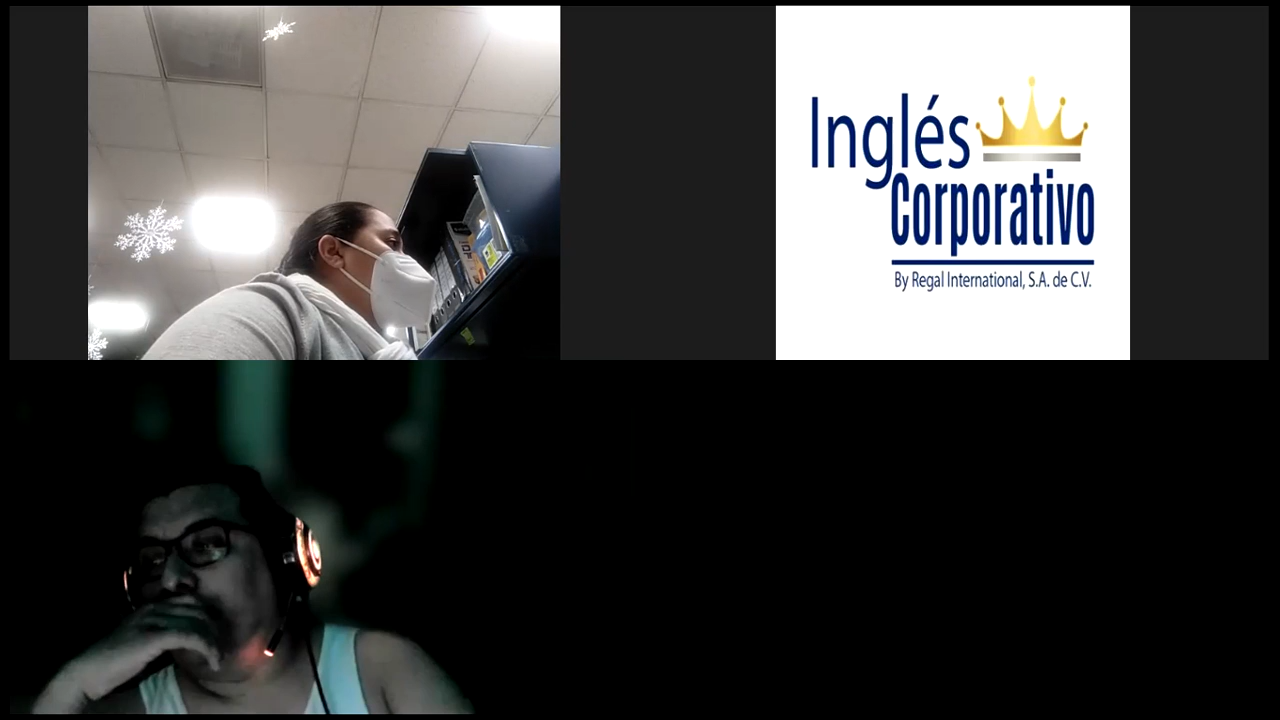 Inglés
Corporativo
By Regal International, S.A. de C.V.